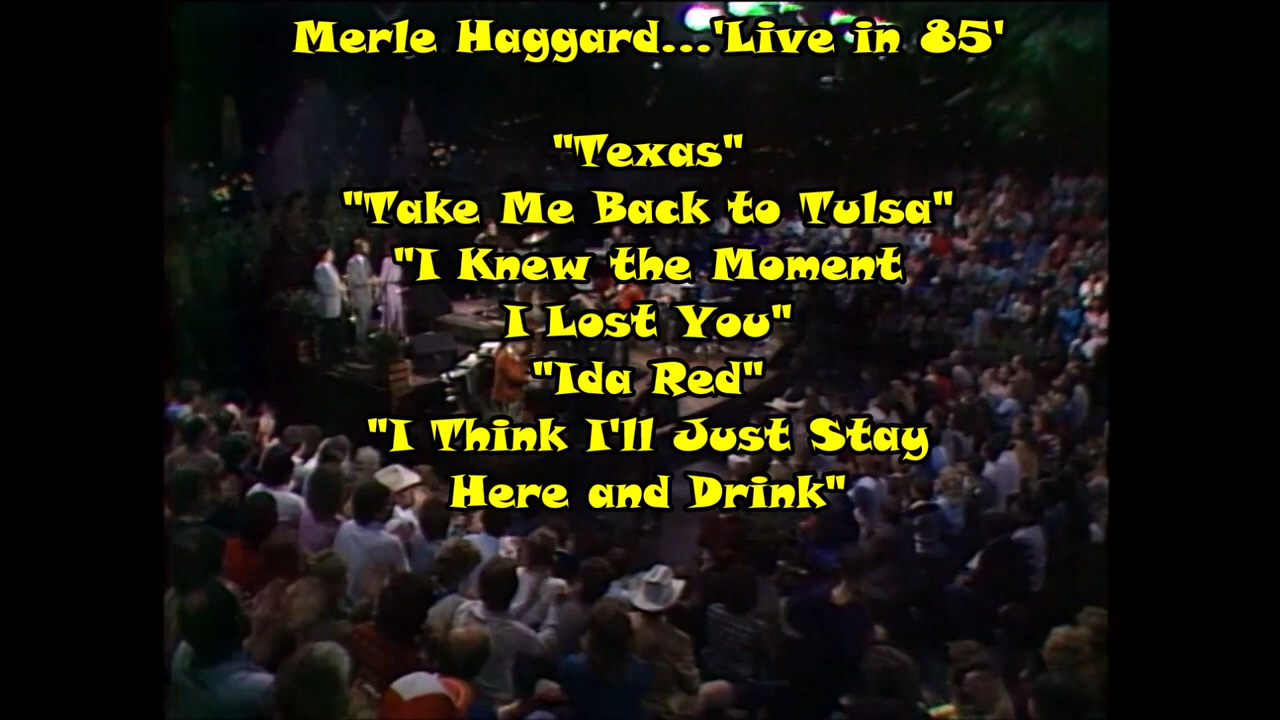 Merle Haggard...'Live in 85'
"Texas"
"Take Me Back to Tulsa"
"I Knew the Moment
I Lost You"
"Ida Red"
"I Think I'll Just Stay
Here and Drink"